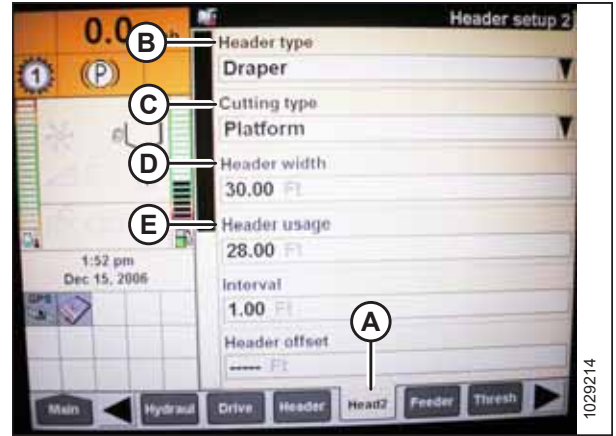 0.0
Header setup 2
B
Header type
Draper
1
(P)
C
Cutting type
Platform
D
Header width
30.00 Ft
E
Header usage
28.00 Ft
1:52 pm
Dec 15, 2006
Interval
1.00 Ft
GPS
A
Header offset
----- Ft
Main
Hydraul
Drive
Header
Head2
Feeder
Thresh
1029214